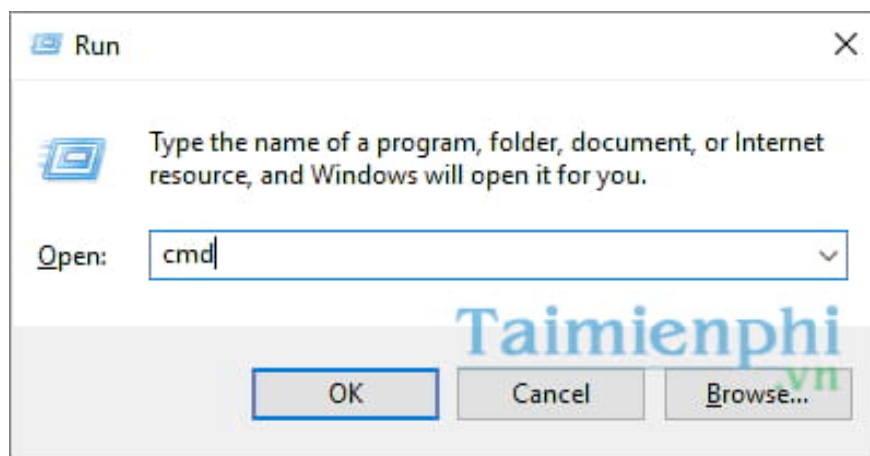 Run
Type the name of a program, folder, document, or Internet
resource, and Windows will open it for you.
Open: cmd
Taimienphi
.vn
OK Cancel Browse...